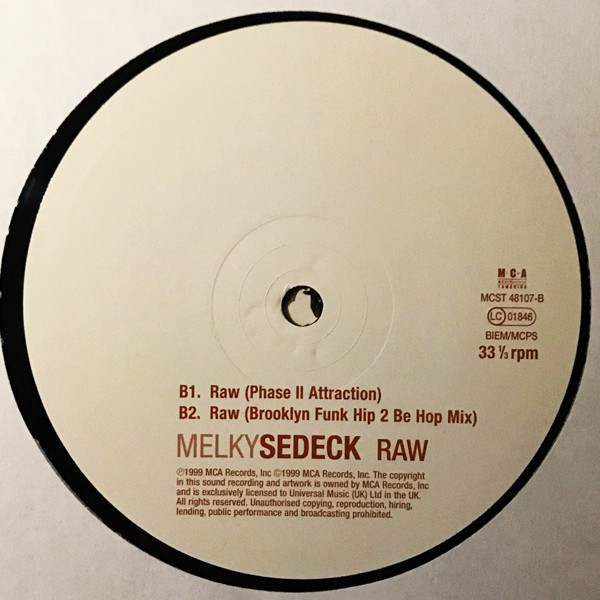 M·C·A
MCST 48107-B
LC 01846
BIEM/MCPS
33 ⅓ rpm
B1. Raw (Phase II Attraction)
B2. Raw (Brooklyn Funk Hip 2 Be Hop Mix)
MELKYSEDECK RAW
℗1999 MCA Records, Inc ©1999 MCA Records, Inc. The copyright
in this sound recording and artwork is owned by MCA Records, Inc
and is exclusively licensed to Universal Music (UK) Ltd in the UK.
All rights reserved. Unauthorised copying, reproduction, hiring,
lending, public performance and broadcasting prohibited.